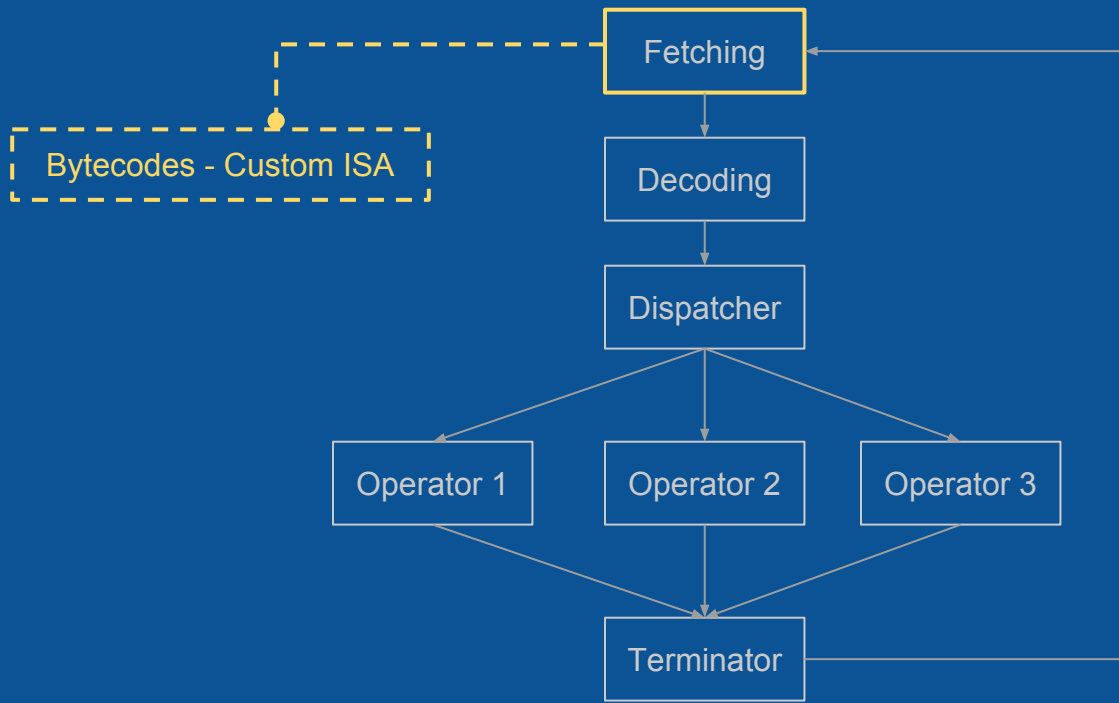 Fetching
Bytecodes - Custom ISA
Decoding
Dispatcher
Operator 1
Operator 2
Operator 3
Terminator